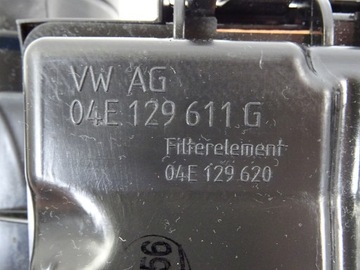 VW AG
04E 129 611 G
Filterelement
04E 129 620